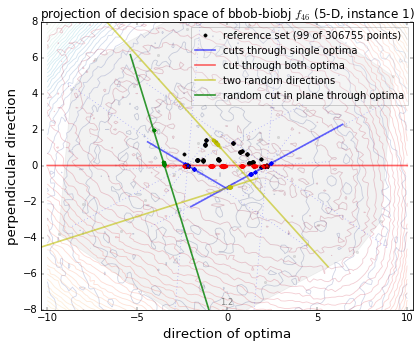 projection of decision space of bbob-biobj f46 (5-D, instance 1)
reference set (99 of 306755 points)
cuts through single optima
cut through both optima
two random directions
random cut in plane through optima
perpendicular direction
8
6
4
2
0
−2
−4
−6
−8
1.2
−10
−5
0
5
10
direction of optima